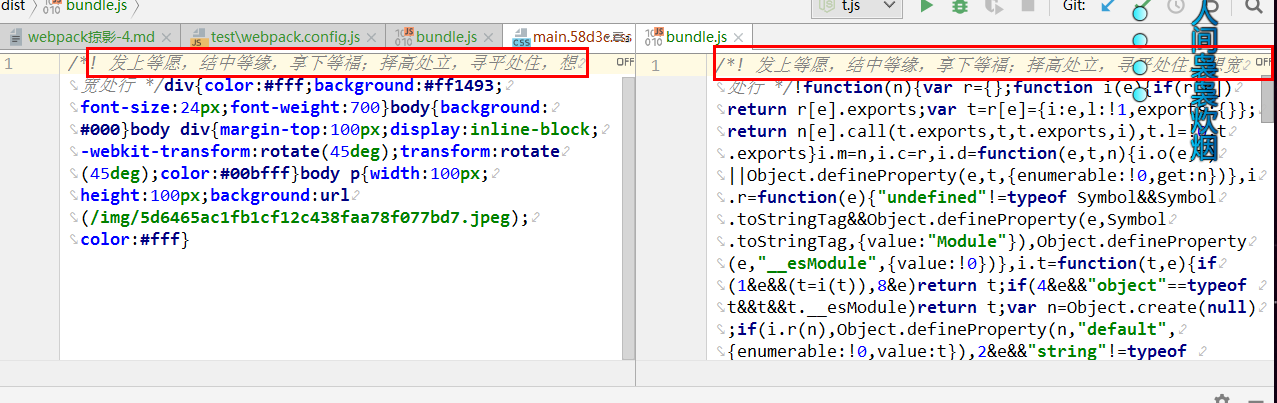 dist
bundle.js
t.js
Git:
webpack掠影-4.md
test\webpack.config.js
bundle.js
bundle.js
1
/*! 发上等愿，结中等缘，享下等福；择高处立，寻平处住，想
OFF
宽处行 */div{color:#fff;background:#ff1493;
font-size:24px;font-weight:700}body{background:
#000}body div{margin-top:100px;display:inline-block;
-webkit-transform:rotate(45deg);transform:rotate
(45deg);color:#00bfff}body p{width:100px;
height:100px;background:url
(/img/5d6465ac1fb1cf12c438faa78f077bd7.jpeg);
color:#fff}
1
/*! 发上等愿，结中等缘，享下等福；择高处立，寻平处住，想宽
OFF
处行 */!function(n){var r={};function i(e
return r[e].exports;var t=r[e]={i:e,l:!1,export
return n[e].call(t.exports,t,t.exports,i),t.l=
.exports}i.m=n,i.c=r,i.d=function(e,t,n){i.o(e
||Object.defineProperty(e,t,{enumerable:!0,get:n})},i
.r=function(e){"undefined"!=typeof Symbol&&Symbol
.toStringTag&&Object.defineProperty(e,Symbol
.toStringTag,{value:"Module"}),Object.defineProperty
(e,"__esModule",{value:!0})},i.t=function(t,e){if
(1&e&&(t=i(t)),8&e)return t;if(4&e&&"object"==typeof
t&&t&&t.__esModule)return t;var n=Object.create(null)
;if(i.r(n),Object.defineProperty(n,"default",
{enumerable:!0,value:t}),2&e&&"string"!=typeof
人间袅袅炊烟